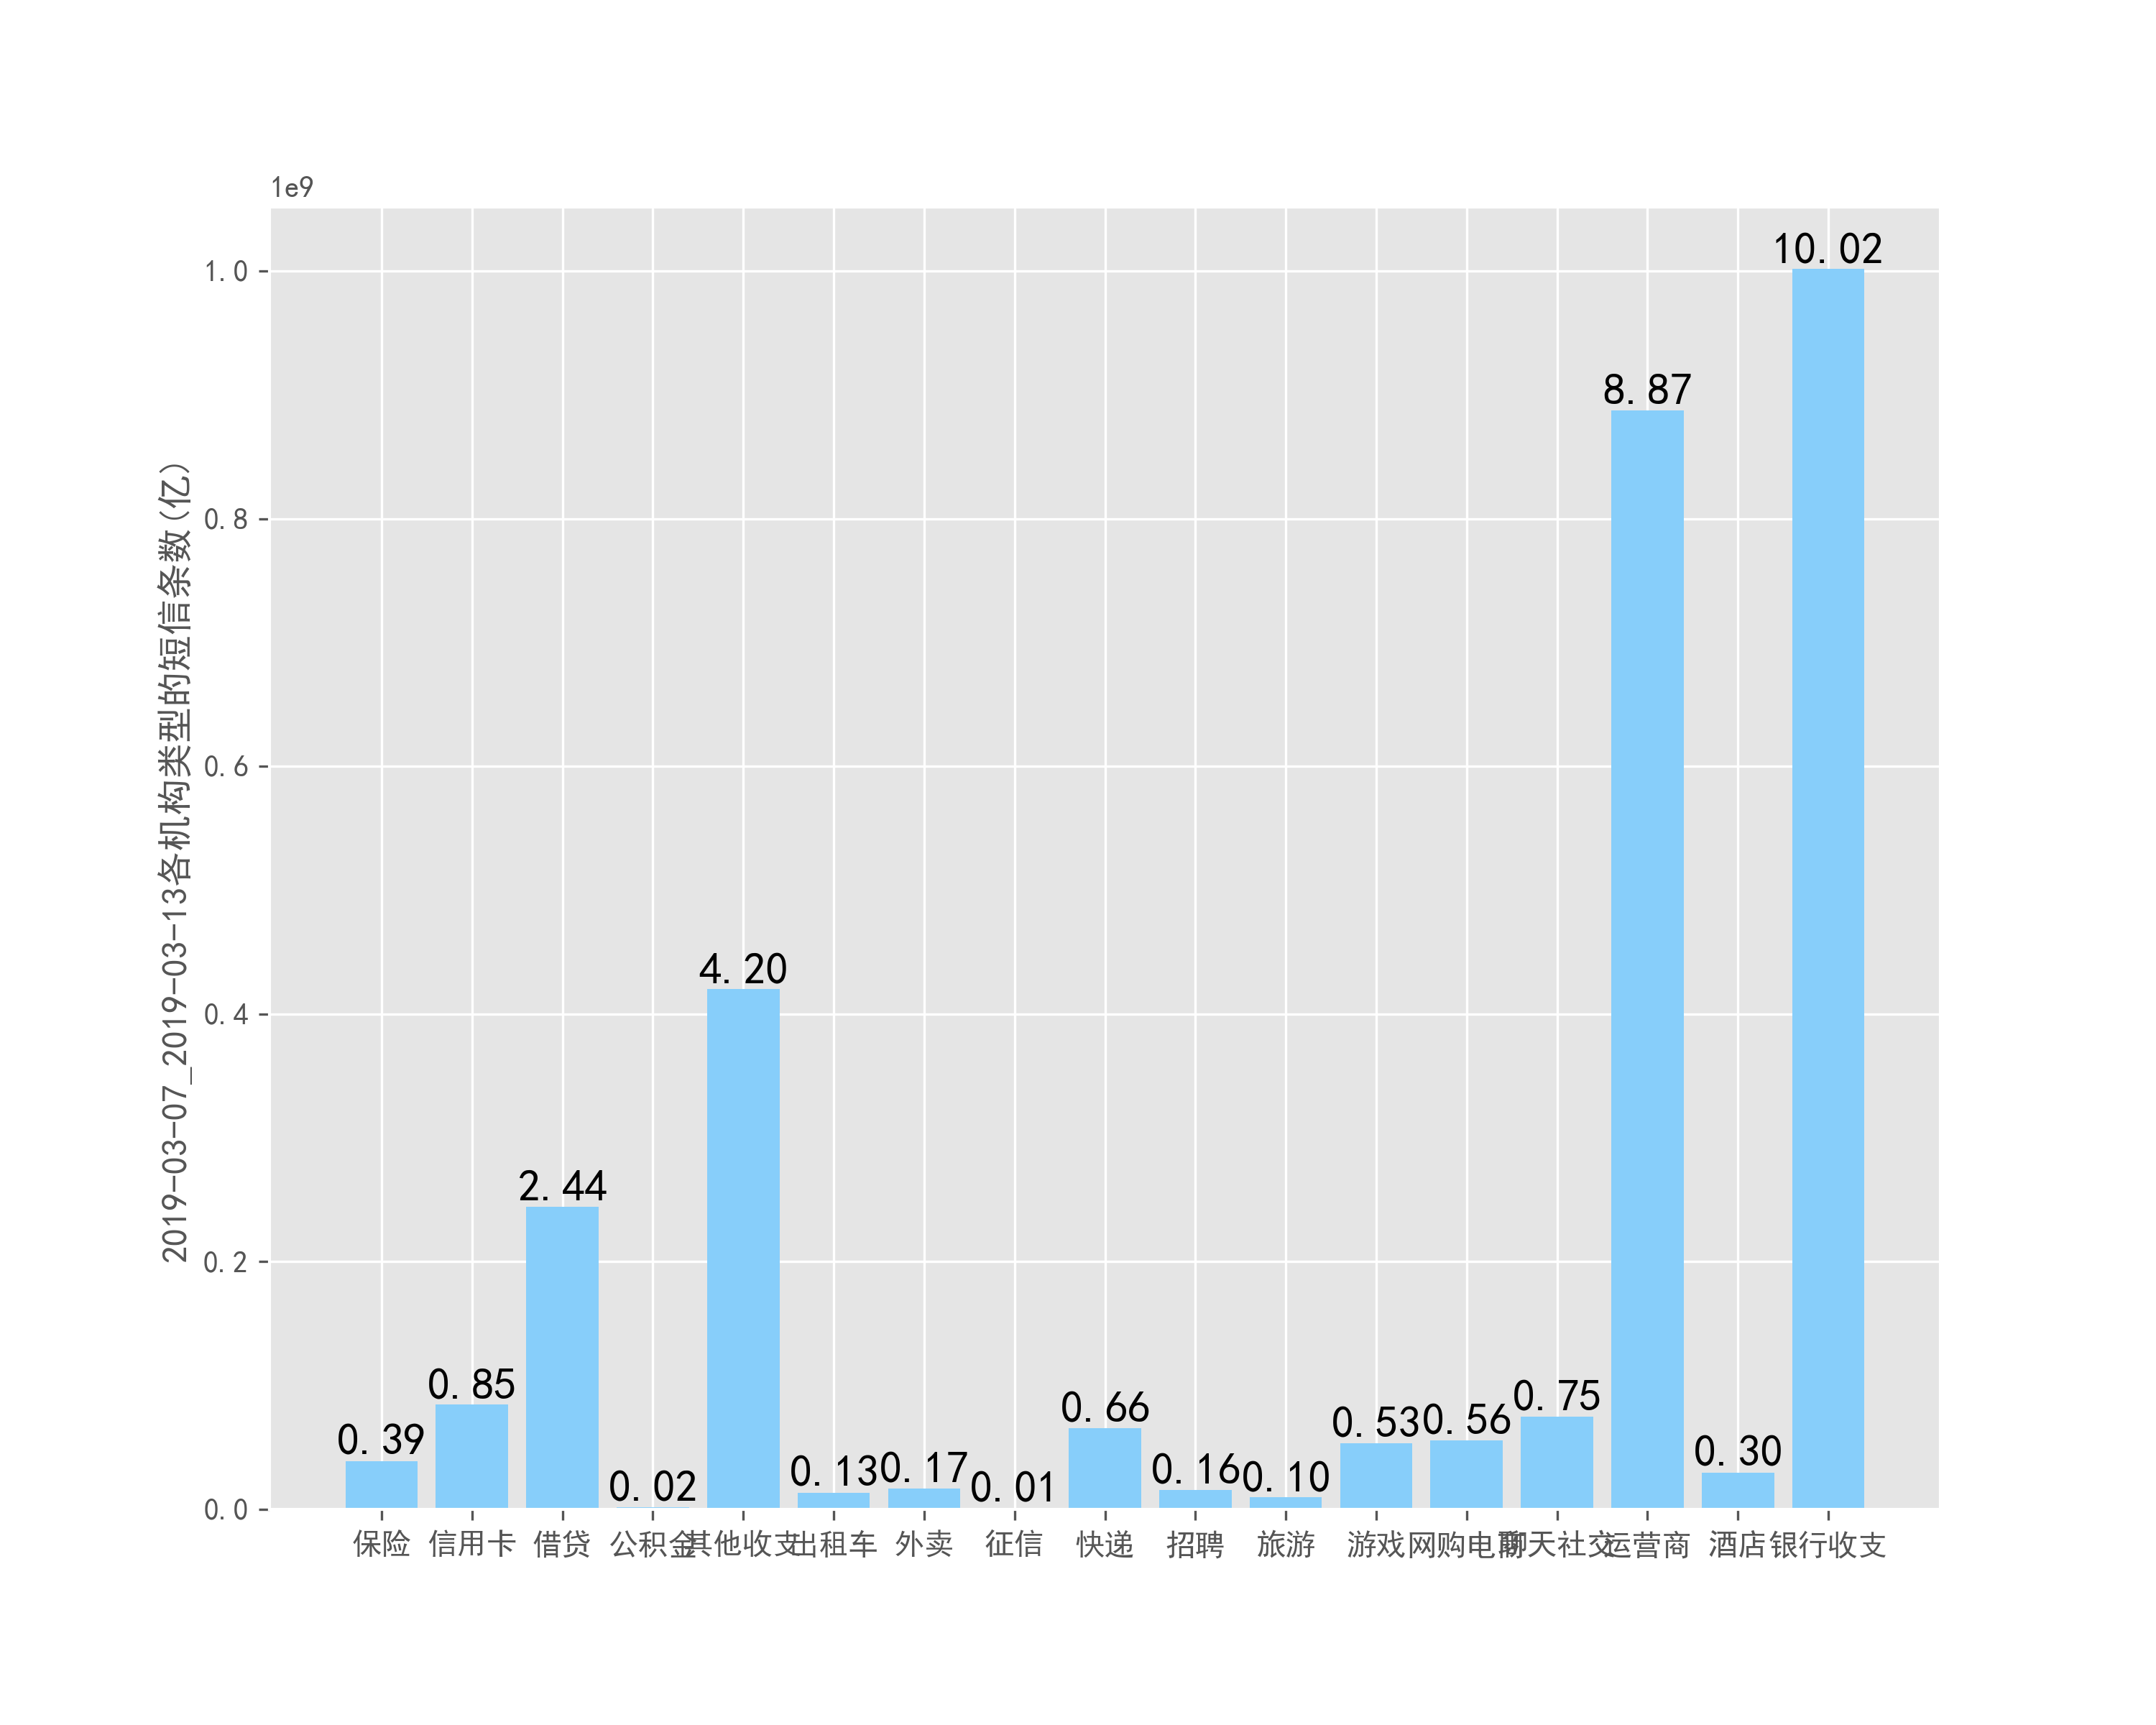 1e9
2019-03-07_2019-03-13各机构类型的短信条数(亿)
1.0
0.8
0.6
0.4
0.2
0.0
0.39
0.85
2.44
0.02
4.20
0.13
0.17
0.01
0.66
0.16
0.10
0.53
0.56
0.75
8.87
0.30
10.02
保险
信用卡
借贷
公积金
其他收支
出租车
外卖
征信
快递
招聘
旅游
游戏
网购电商
聊天社交
运营商
酒店
银行收支